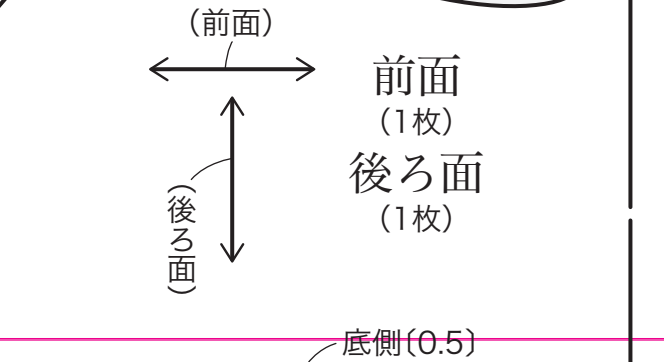 （前面）
前面
（1枚）
後ろ面
（1枚）
（後ろ面）
底側〔0.5〕